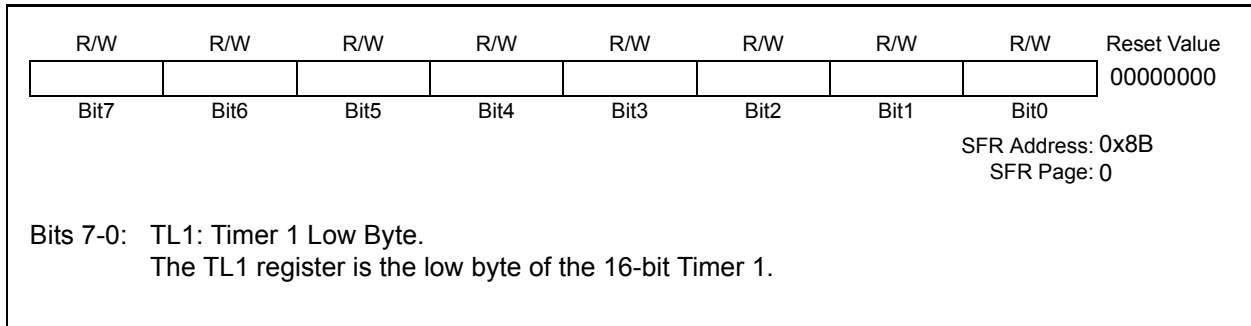 R/W R/W R/W R/W R/W R/W R/W R/W Reset Value
00000000
Bit7 Bit6 Bit5 Bit4 Bit3 Bit2 Bit1 Bit0
SFR Address: 0x8B
SFR Page: 0
Bits 7-0: TL1: Timer 1 Low Byte.
The TL1 register is the low byte of the 16-bit Timer 1.